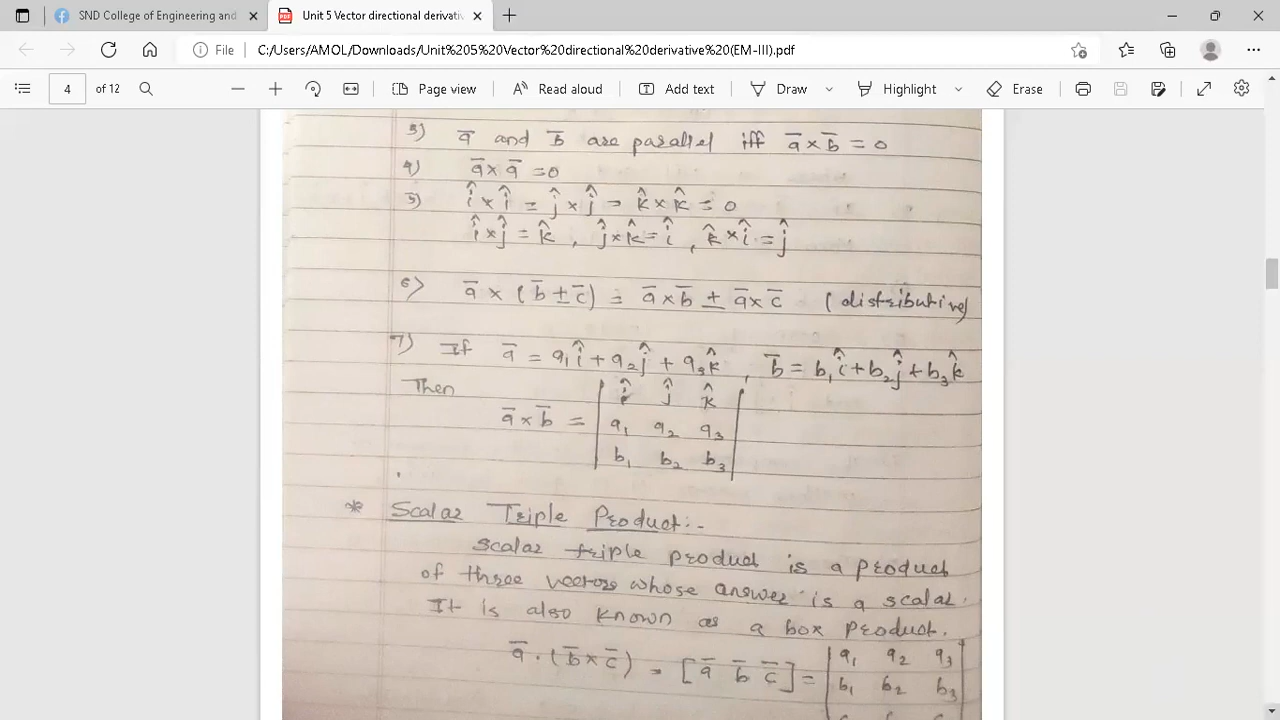 SND College of Engineering and
Unit 5 Vector directional derivativ
File C:/Users/AMOL/Downloads/Unit%205%20Vector%20directional%20derivative%20(EM-III).pdf
4 of 12 Page view Read aloud Add text Draw Highlight Erase
3) a̅ and b̅ are parallel iff a̅ × b̅ = 0
4) a̅ × a̅ = 0
5) î × î = ĵ × ĵ = k̂ × k̂ = 0
î × ĵ = k̂ , ĵ × k̂ = î , k̂ × î = ĵ
6) a̅ × (b̅ ± c̅) = a̅ × b̅ ± a̅ × c̅ (distributive)
7) If a̅ = a₁î + a₂ĵ + a₃k̂ , b̅ = b₁î + b₂ĵ + b₃k̂
Then
î ĵ k̂
a̅ × b̅ = | a₁ a₂ a₃ |
b₁ b₂ b₃
* Scalar Triple Product:-
Scalar triple product is a product
of three vectors whose answer is a scalar.
It is also known as a box product.
a̅ . (b̅ × c̅) = [a̅ b̅ c̅] = | a₁ a₂ a₃
b₁ b₂ b₃